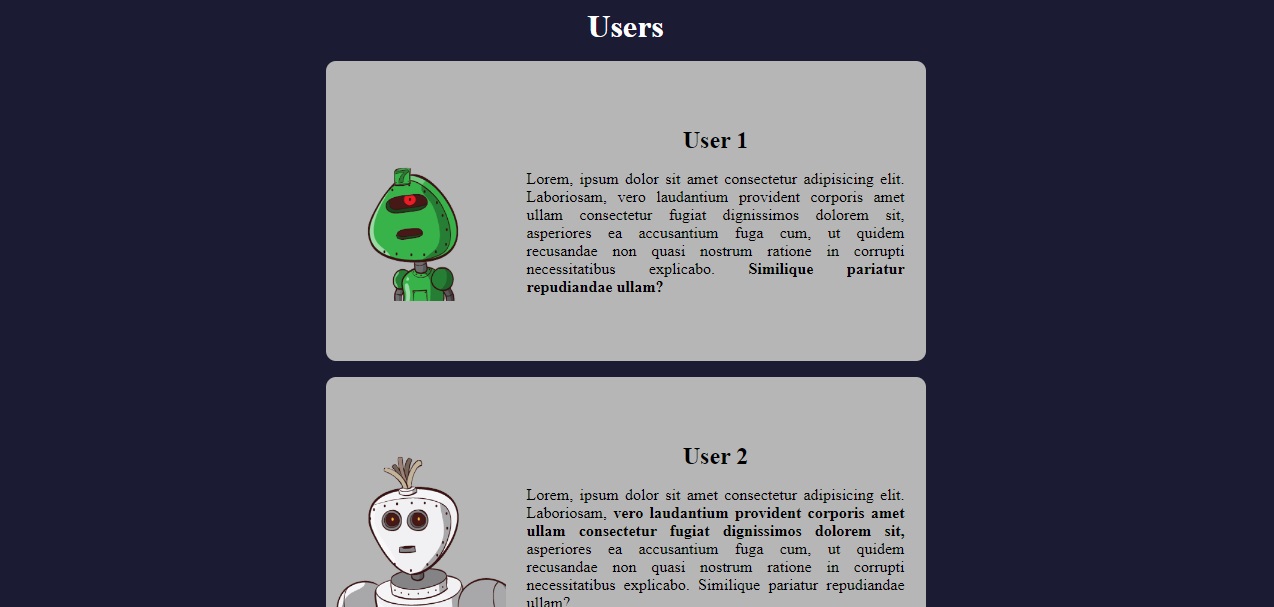 Users
User 1
Lorem, ipsum dolor sit amet consectetur adipisicing elit.
Laboriosam, vero laudantium provident corporis amet
ullam consectetur fugiat dignissimos dolorem sit,
asperiores ea accusantium fuga cum, ut quidem
recusandae non quasi nostrum ratione in corrupti
necessitatibus explicabo. Similique pariatur
repudiandae ullam?
User 2
Lorem, ipsum dolor sit amet consectetur adipisicing elit.
Laboriosam, vero laudantium provident corporis amet
ullam consectetur fugiat dignissimos dolorem sit,
asperiores ea accusantium fuga cum, ut quidem
recusandae non quasi nostrum ratione in corrupti
necessitatibus explicabo. Similique pariatur repudiandae
ullam?